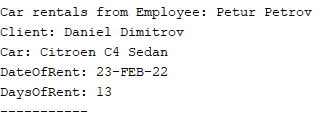 Car rentals from Employee: Petur Petrov
Client: Daniel Dimitrov
Car: Citroen C4 Sedan
DateOfRent: 23-FEB-22
DaysOfRent: 13
-----------